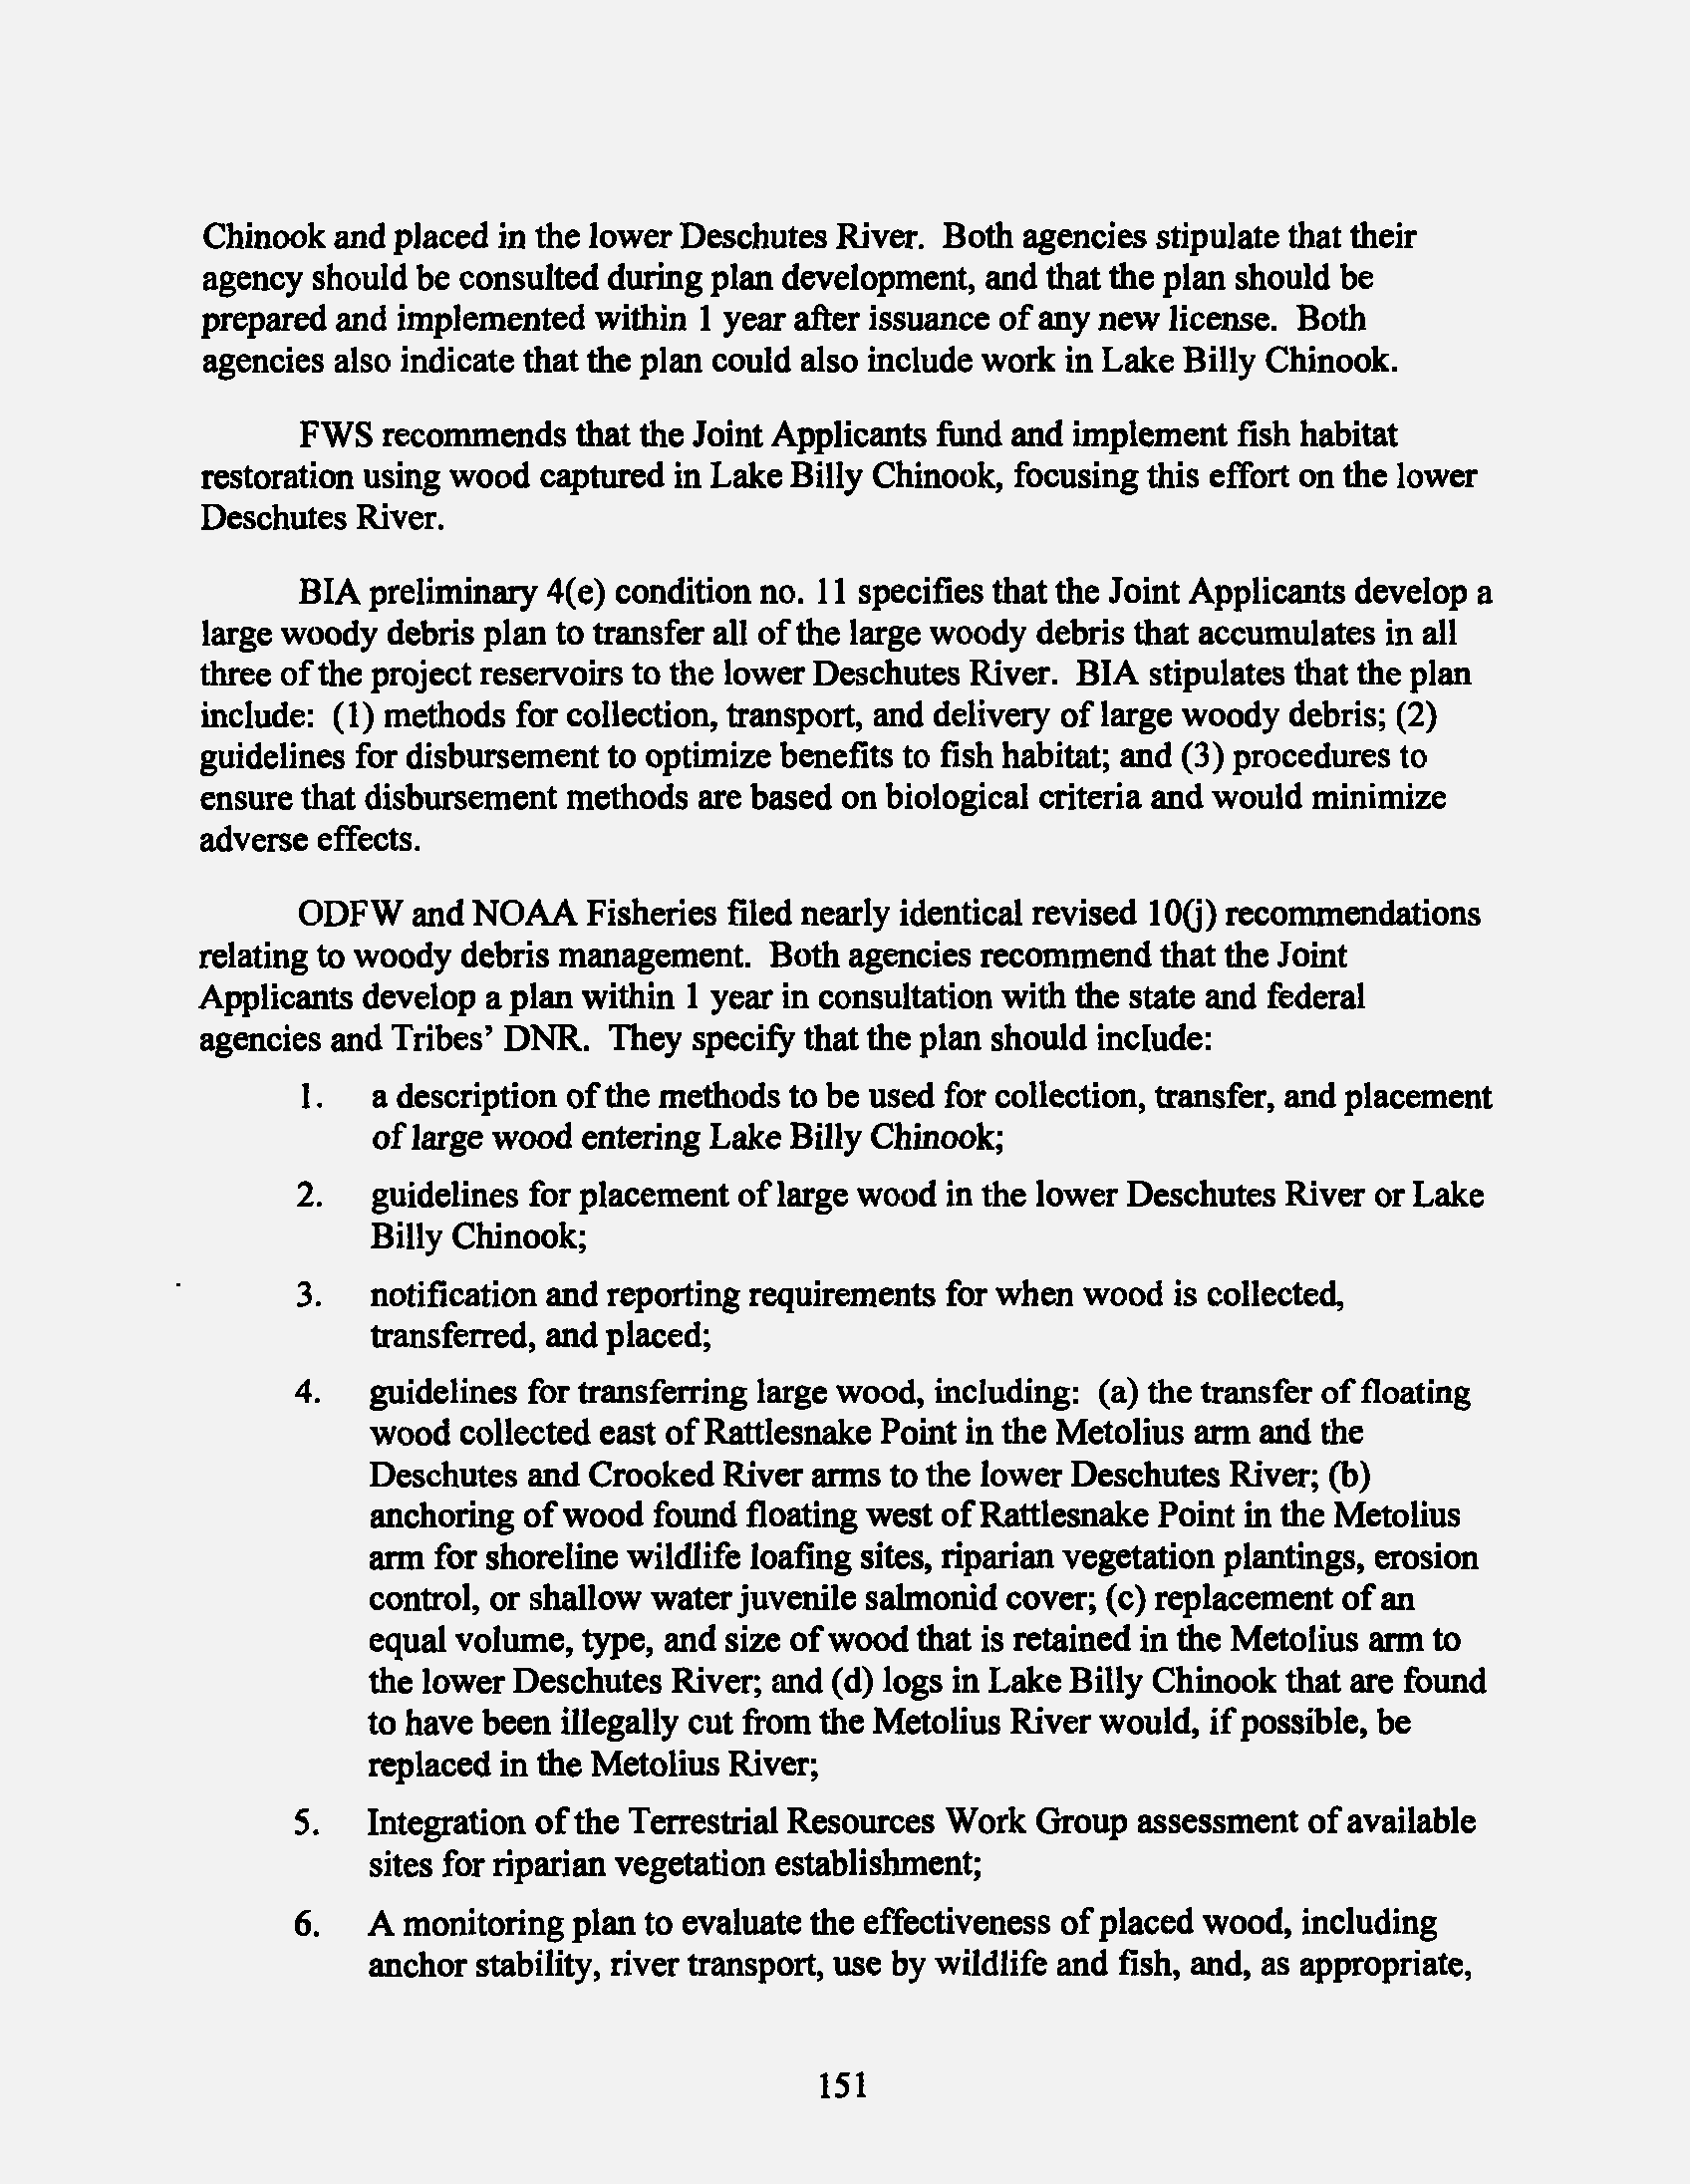 Chinook and placed in the lower Deschutes River.  Both agencies stipulate that their
agency should be consulted during plan development, and that the plan should be
prepared and implemented within 1 year after issuance of any new license.  Both
agencies also indicate that the plan could also include work in Lake Billy Chinook.
FWS recommends that the Joint Applicants fund and implement fish habitat
restoration using wood captured in Lake Billy Chinook, focusing this effort on the lower
Deschutes River.
BIA preliminary 4(e) condition no. 11 specifies that the Joint Applicants develop a
large woody debris plan to transfer all of the large woody debris that accumulates in all
three of the project reservoirs to the lower Deschutes River.  BIA stipulates that the plan
include:  (1) methods for collection, transport, and delivery of large woody debris; (2)
guidelines for disbursement to optimize benefits to fish habitat; and (3) procedures to
ensure that disbursement methods are based on biological criteria and would minimize
adverse effects.
ODFW and NOAA Fisheries filed nearly identical revised 10(j) recommendations
relating to woody debris management.  Both agencies recommend that the Joint
Applicants develop a plan within 1 year in consultation with the state and federal
agencies and Tribes' DNR.  They specify that the plan should include:
1. a description of the methods to be used for collection, transfer, and placement
of large wood entering Lake Billy Chinook;
2. guidelines for placement of large wood in the lower Deschutes River or Lake
Billy Chinook;
3. notification and reporting requirements for when wood is collected,
transferred, and placed;
4. guidelines for transferring large wood, including:  (a) the transfer of floating
wood collected east of Rattlesnake Point in the Metolius arm and the
Deschutes and Crooked River arms to the lower Deschutes River; (b)
anchoring of wood found floating west of Rattlesnake Point in the Metolius
arm for shoreline wildlife loafing sites, riparian vegetation plantings, erosion
control, or shallow water juvenile salmonid cover; (c) replacement of an
equal volume, type, and size of wood that is retained in the Metolius arm to
the lower Deschutes River; and (d) logs in Lake Billy Chinook that are found
to have been illegally cut from the Metolius River would, if possible, be
replaced in the Metolius River;
5. Integration of the Terrestrial Resources Work Group assessment of available
sites for riparian vegetation establishment;
6. A monitoring plan to evaluate the effectiveness of placed wood, including
anchor stability, river transport, use by wildlife and fish, and, as appropriate,
151